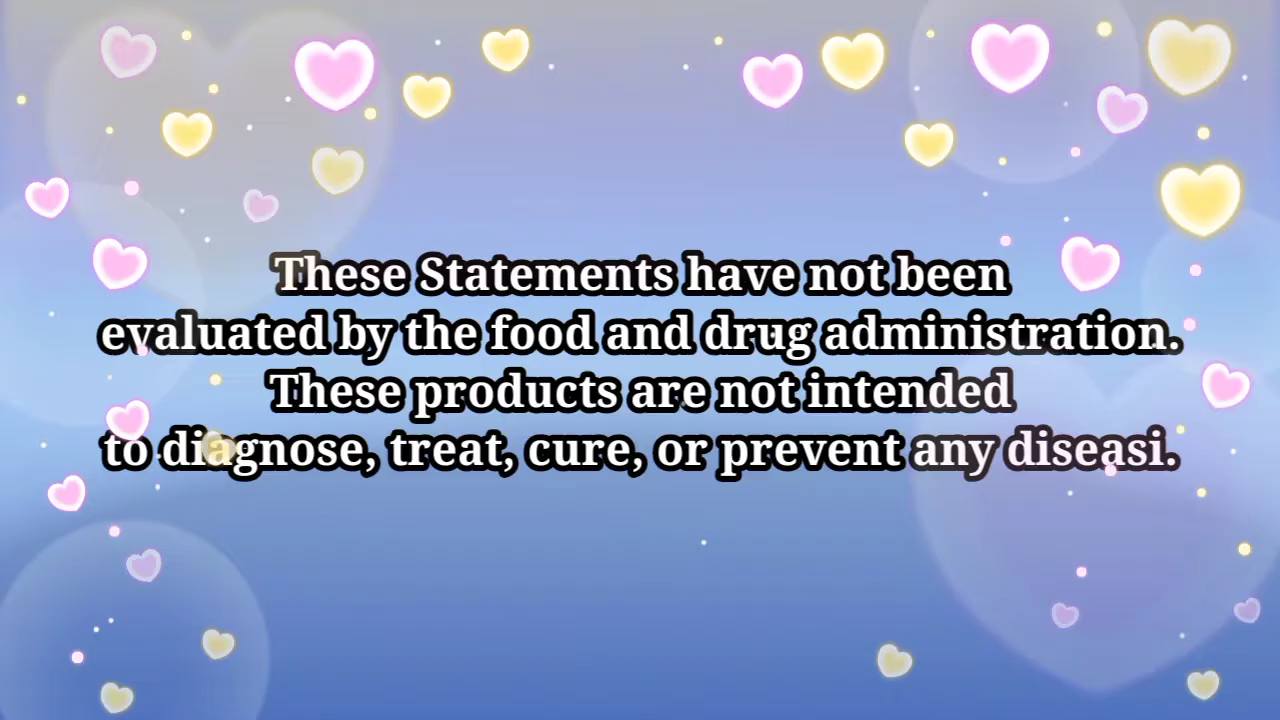 These Statements have not been
evaluated by the food and drug administration.
These products are not intended
to diagnose, treat, cure, or prevent any diseasi.